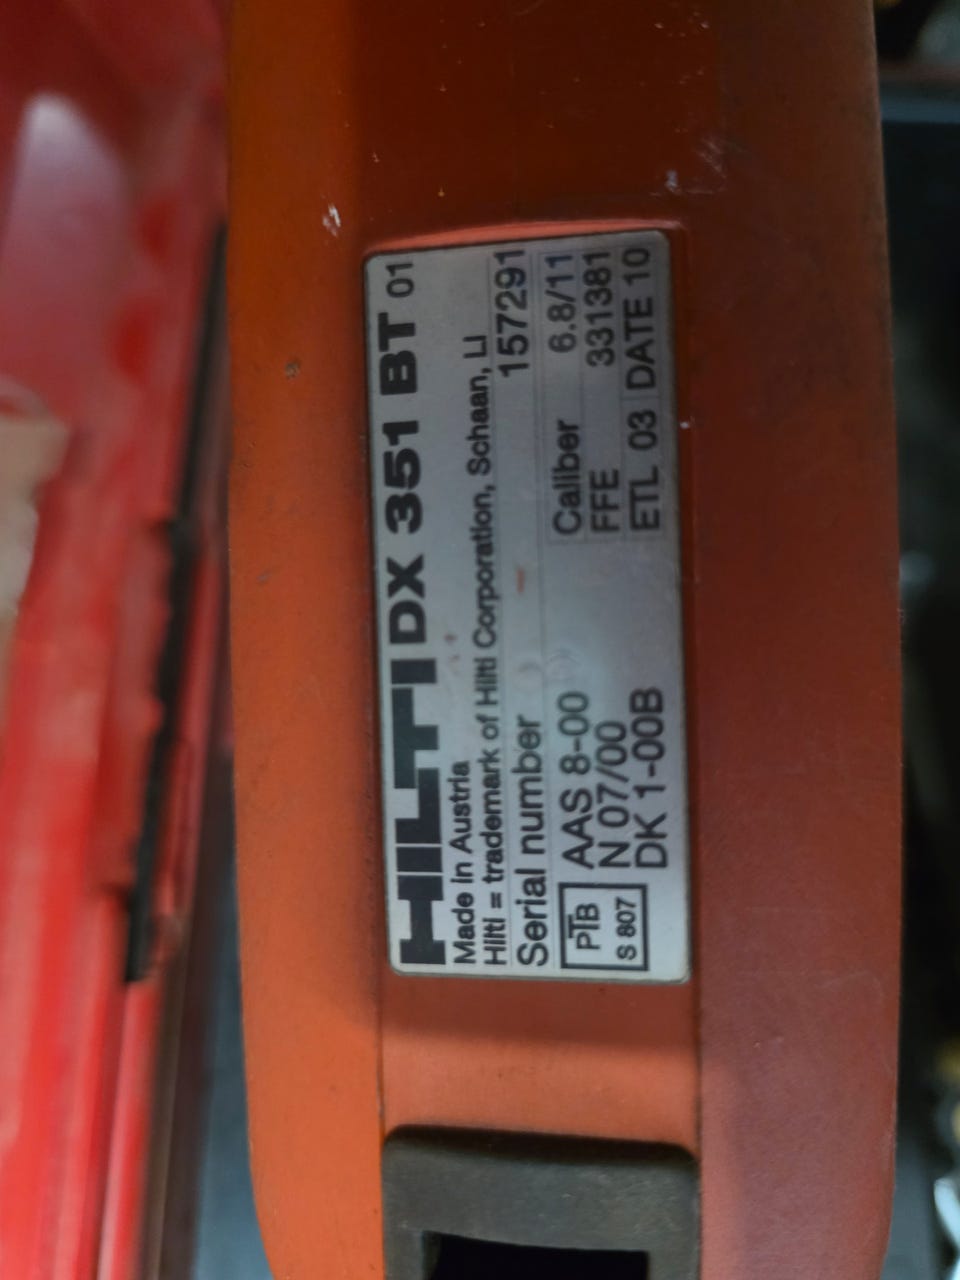 HILTI DX 351 BT 01
Made in Austria
Hilti = trademark of Hilti Corporation, Schaan, LI
Serial number 157291
Caliber 6.8/11
FFE 331381
ETL 03 DATE 10
PTB
S 807
AAS 8-00
N 07/00
DK 1-00B